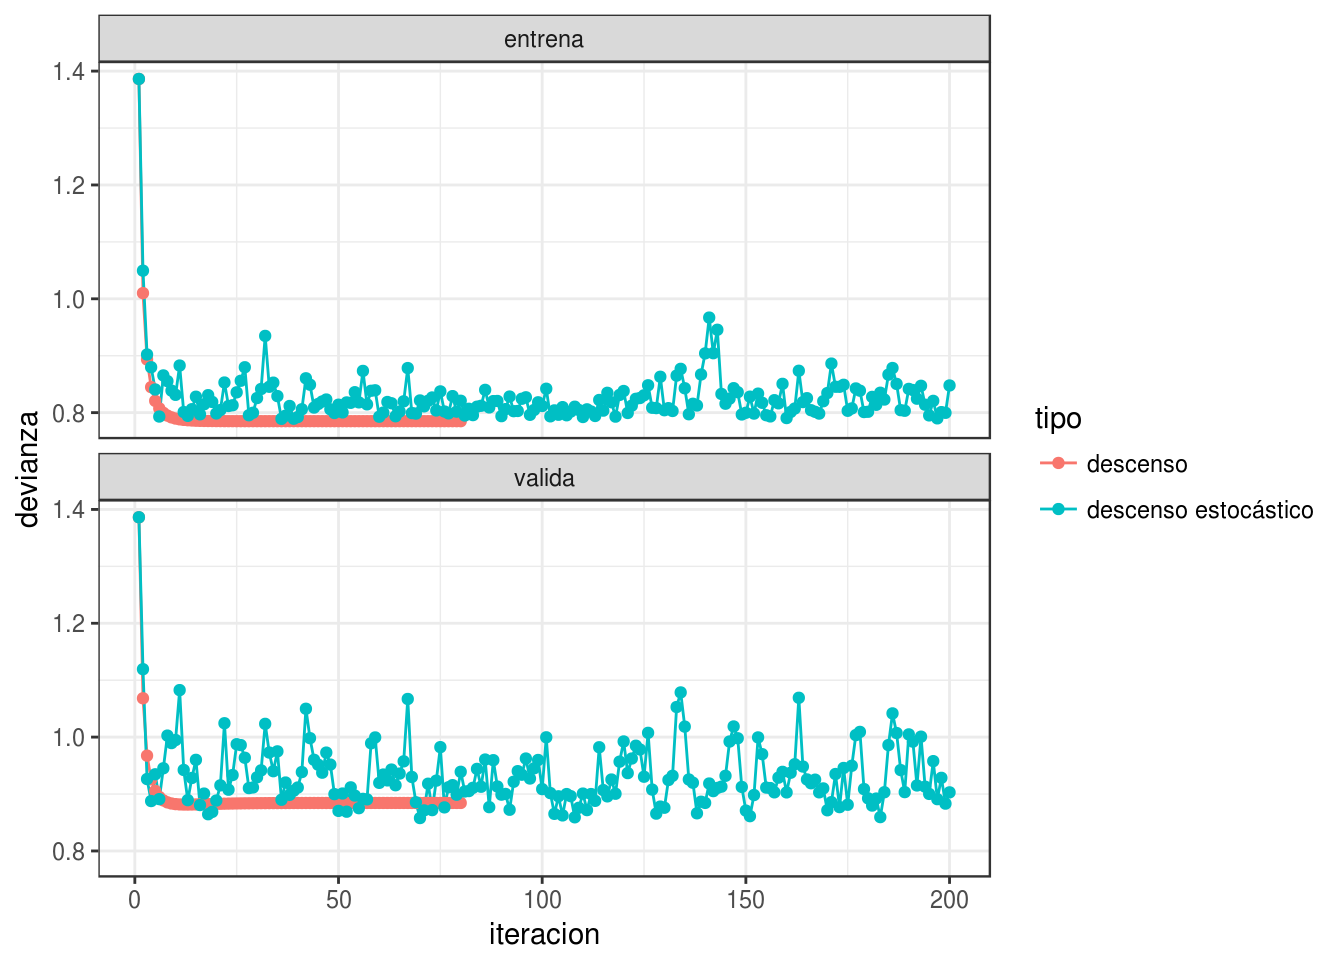 entrena
1.4
1.2
1.0
0.8
valida
1.4
1.2
1.0
0.8
0 50 100 150 200
iteracion
devianza
tipo
descenso
descenso estocástico